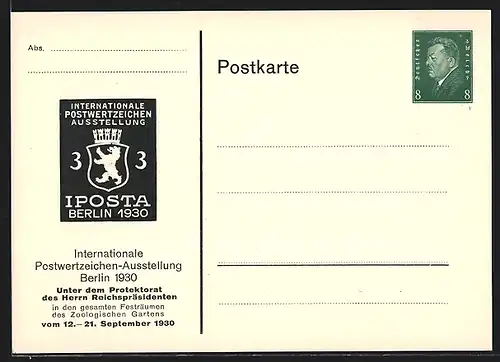 Abs.
Postkarte
Deutsches Reich
8 8
INTERNATIONALE
POSTWERTZEICHEN
AUSSTELLUNG
3 3
IPOSTA
BERLIN 1930
Internationale
Postwertzeichen-Ausstellung
Berlin 1930
Unter dem Protektorat
des Herrn Reichspräsidenten
in den gesamten Festräumen
des Zoologischen Gartens
vom 12.—21. September 1930